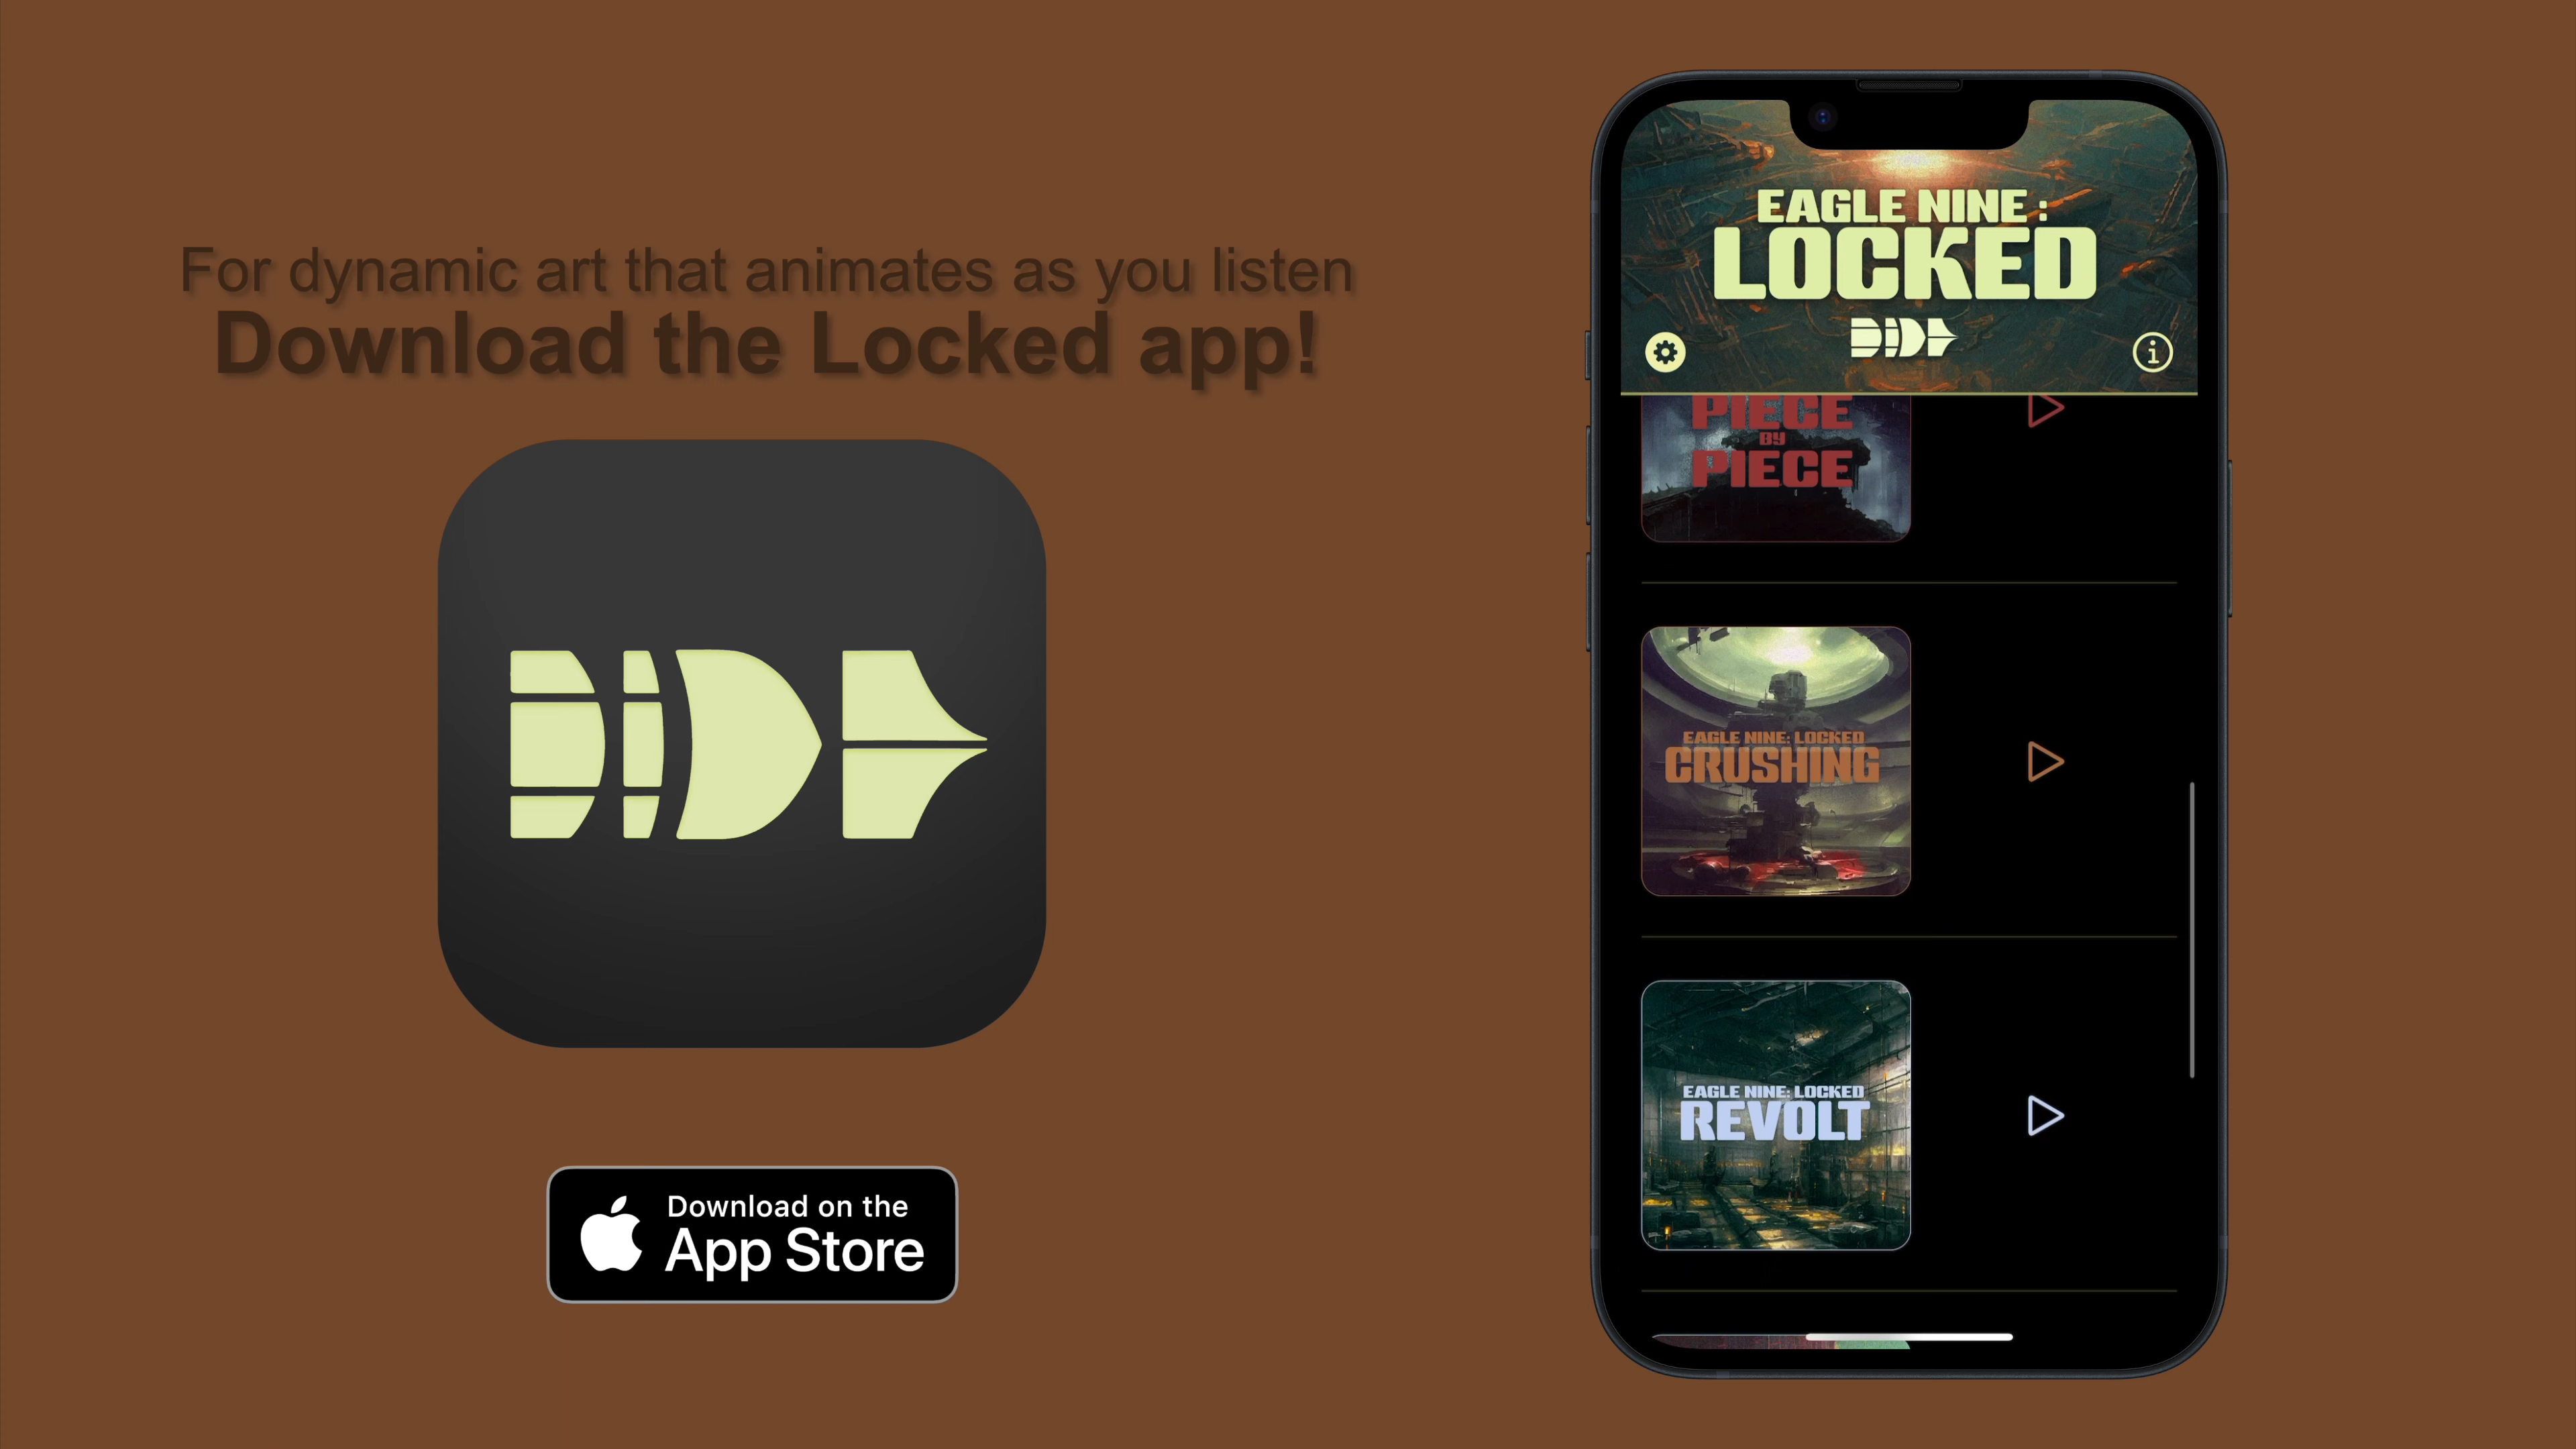 For dynamic art that animates as you listen
Download the Locked app!
Download on the
App Store
EAGLE NINE :
LOCKED
PIECE
BY
PIECE
EAGLE NINE: LOCKED
CRUSHING
EAGLE NINE: LOCKED
REVOLT